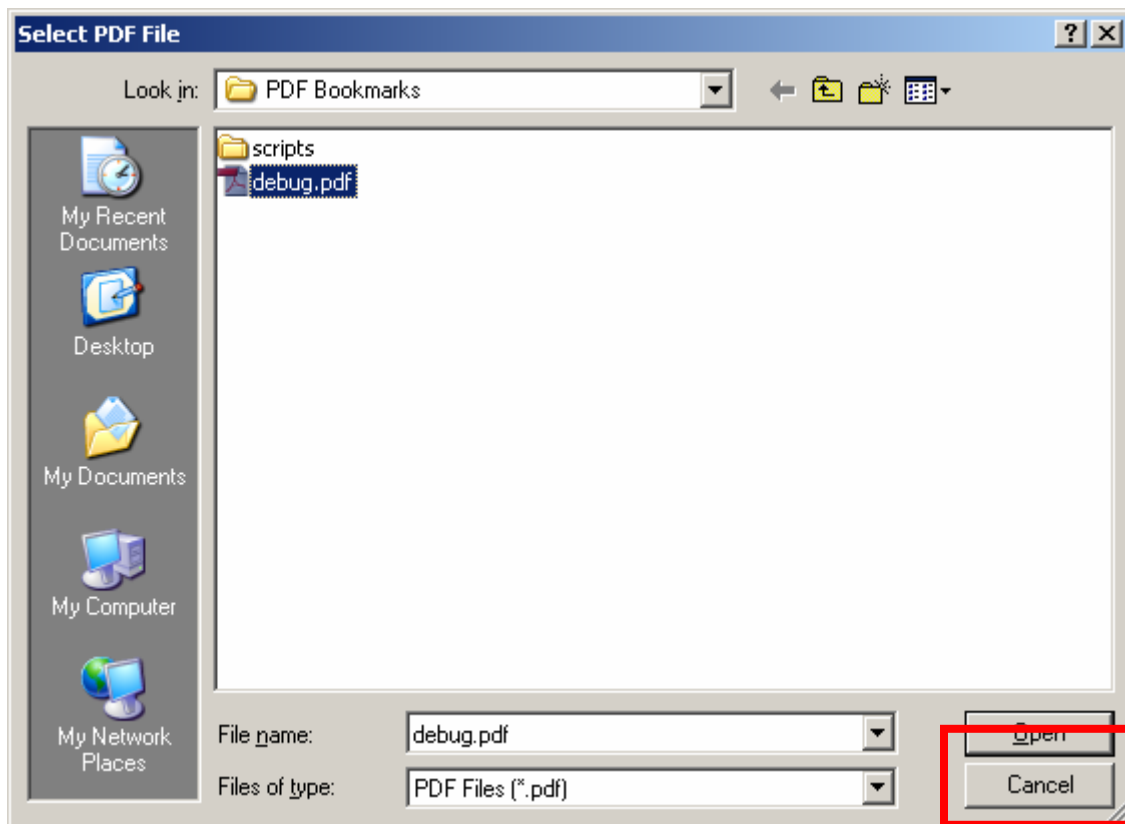 Select PDF File
Look in: PDF Bookmarks
scripts
debug.pdf
My Recent
Documents
Desktop
My Documents
My Computer
My Network
Places
File name: debug.pdf
Open
Files of type: PDF Files (*.pdf)
Cancel